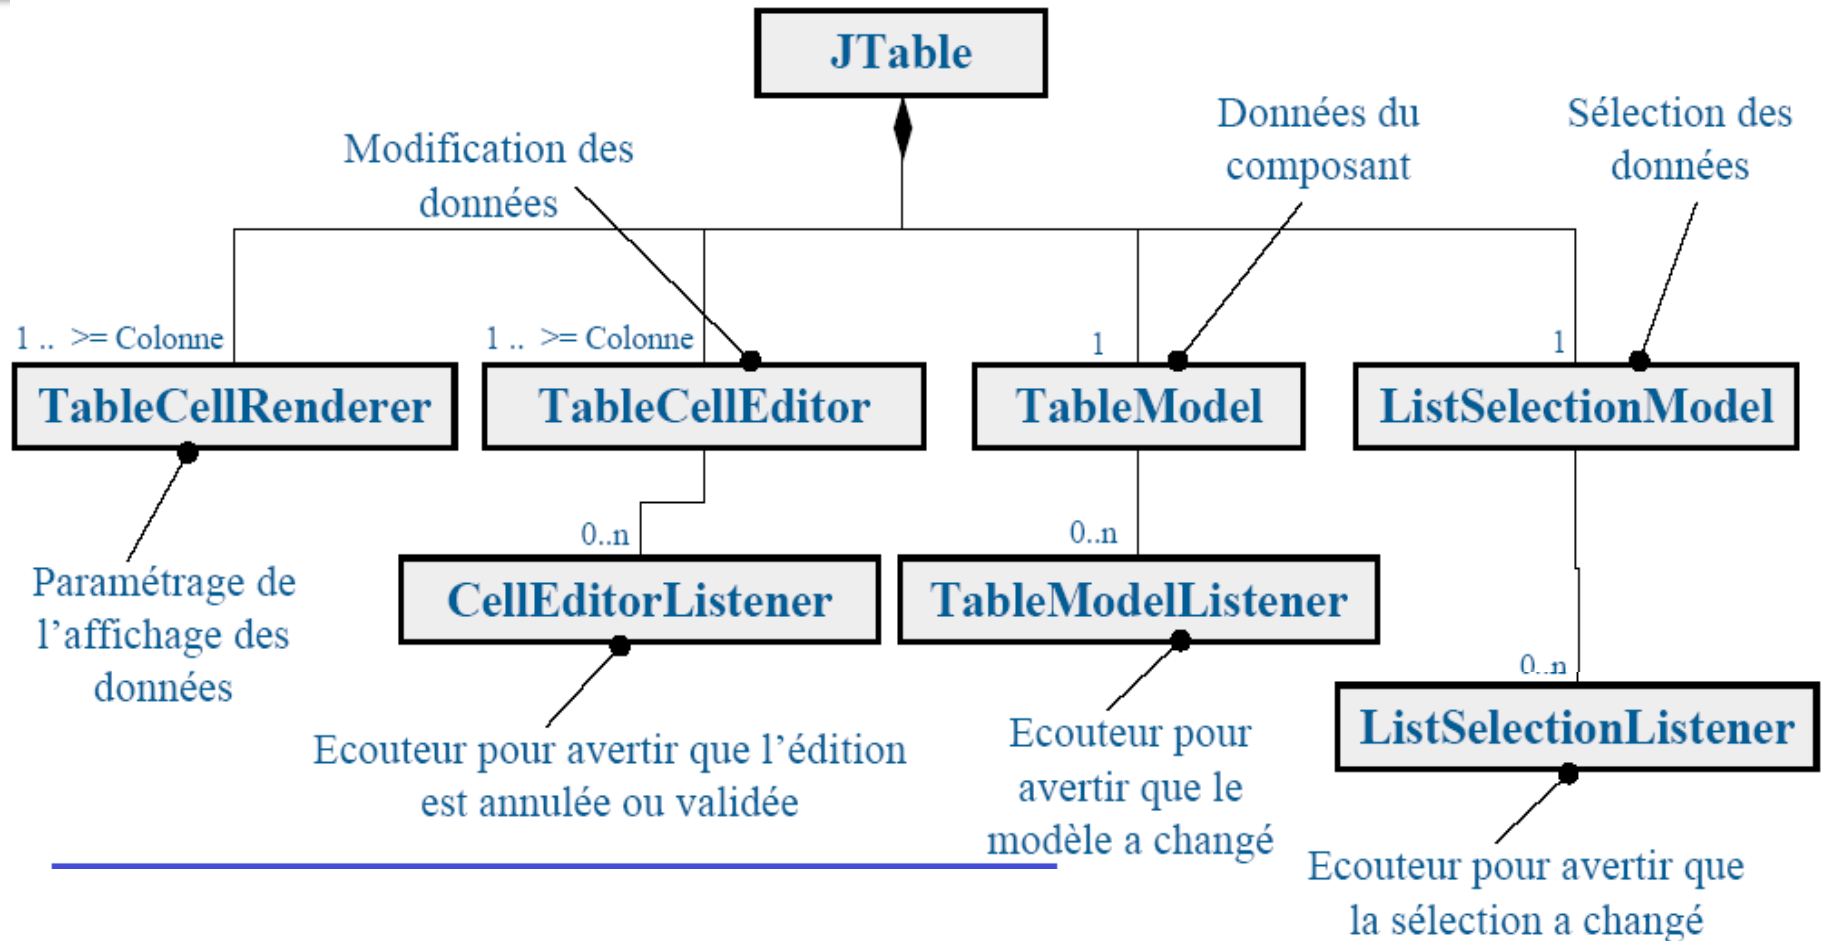 JTable
Modification des
données
Données du
composant
Sélection des
données
1 .. >= Colonne
1 .. >= Colonne
1
1
TableCellRenderer
TableCellEditor
TableModel
ListSelectionModel
0..n
0..n
Paramétrage de
l’affichage des
données
CellEditorListener
TableModelListener
0..n
ListSelectionListener
Ecouteur pour avertir que l’édition
est annulée ou validée
Ecouteur pour
avertir que le
modèle a changé
Ecouteur pour avertir que
la sélection a changé